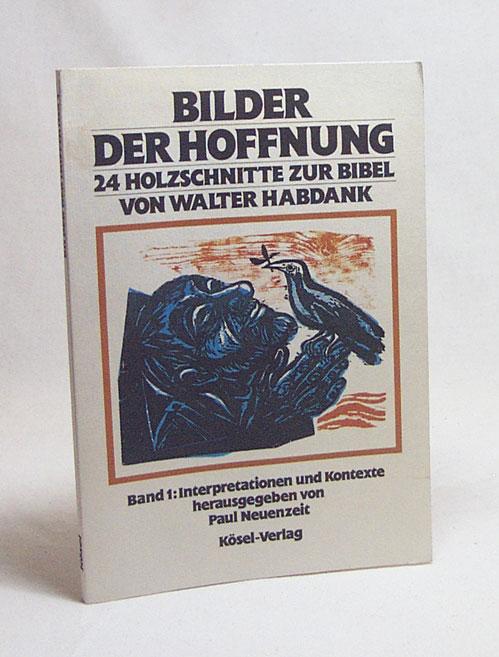 BILDER
DER HOFFNUNG
24 HOLZSCHNITTE ZUR BIBEL
VON WALTER HABDANK
Band 1: Interpretationen und Kontexte
herausgegeben von
Paul Neuenzeit
Kösel-Verlag